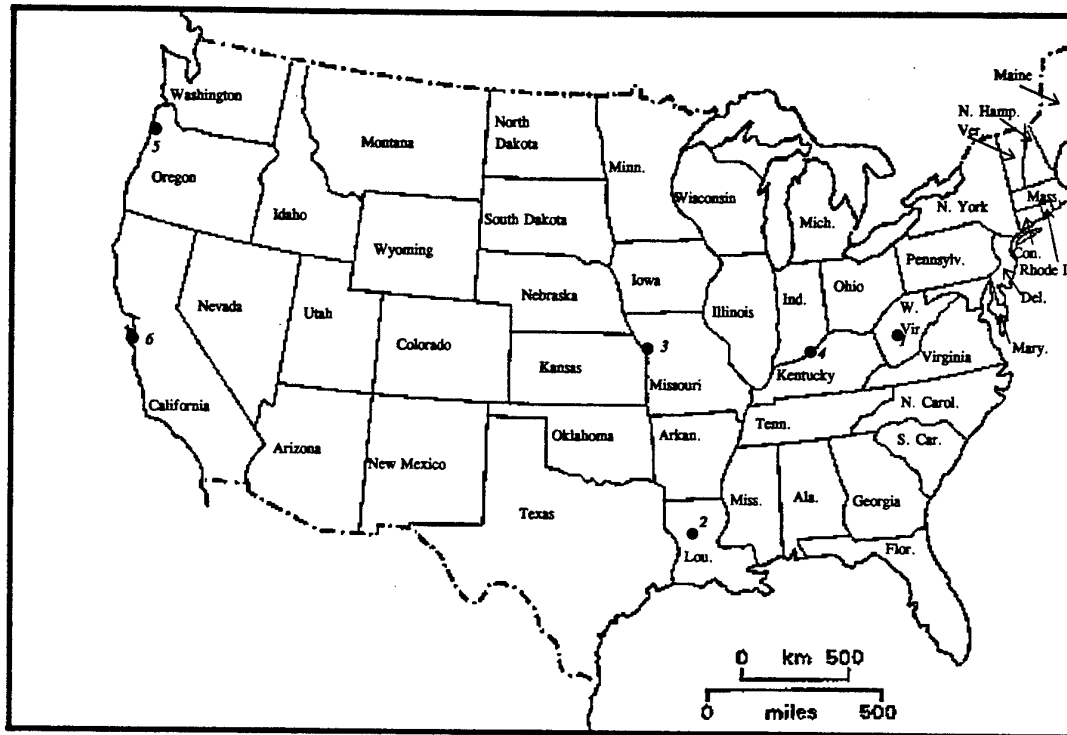 Maine
Washington
N. Hamp.
Ver.
North
Dakota
Montana
Minn.
5
Oregon
Wisconsin
Mass.
Idaho
South Dakota
N. York
Mich.
Wyoming
Con.
Pennsylv.
Rhode I
Iowa
Ohio
Ind.
Nebraska
Del.
Nevada
Utah
Illinois
W.
Vir.
6
Colorado
3
4
Mary.
Kansas
Virginia
Kentucky
Missouri
California
N. Carol.
Tenn.
Oklahoma
Arkan.
S. Car.
Arizona
New Mexico
Miss.
Ala.
Georgia
Texas
2
Lou.
Flor.
0 km 500
0 miles 500